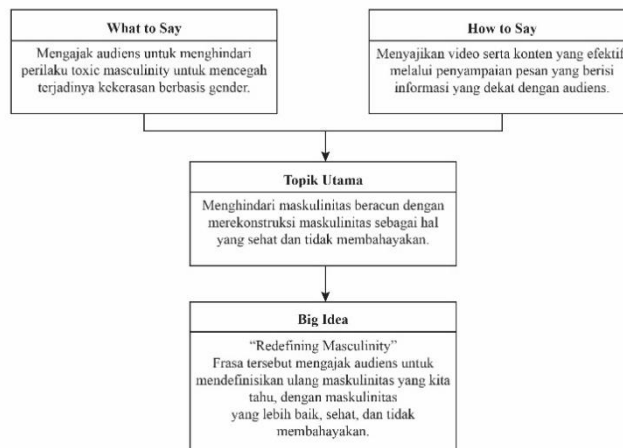 What to Say
Mengajak audiens untuk menghindari
perilaku toxic masculinity untuk mencegah
terjadinya kekerasan berbasis gender.
How to Say
Menyajikan video serta konten yang efektif
melalui penyampaian pesan yang berisi
informasi yang dekat dengan audiens.
Topik Utama
Menghindari maskulinitas beracun dengan
merekonstruksi maskulinitas sebagai hal
yang sehat dan tidak membahayakan.
Big Idea
“Redefining Masculinity”
Frasa tersebut mengajak audiens untuk
mendefinisikan ulang maskulinitas yang kita
tahu, dengan maskulinitas
yang lebih baik, sehat, dan tidak
membahayakan.